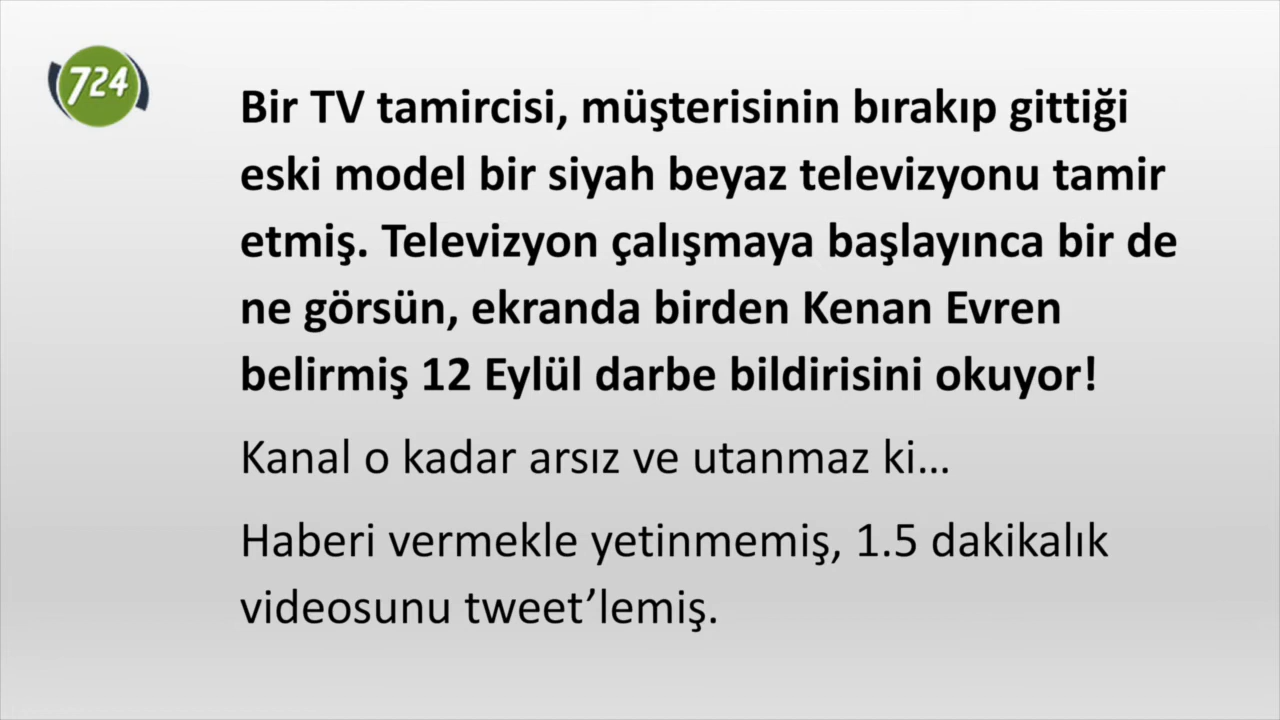 724
Bir TV tamircisi, müşterisinin bırakıp gittiği
eski model bir siyah beyaz televizyonu tamir
etmiş. Televizyon çalışmaya başlayınca bir de
ne görsün, ekranda birden Kenan Evren
belirmiş 12 Eylül darbe bildirisini okuyor!
Kanal o kadar arsız ve utanmaz ki…
Haberi vermekle yetinmemiş, 1.5 dakikalık
videosunu tweet’lemiş.